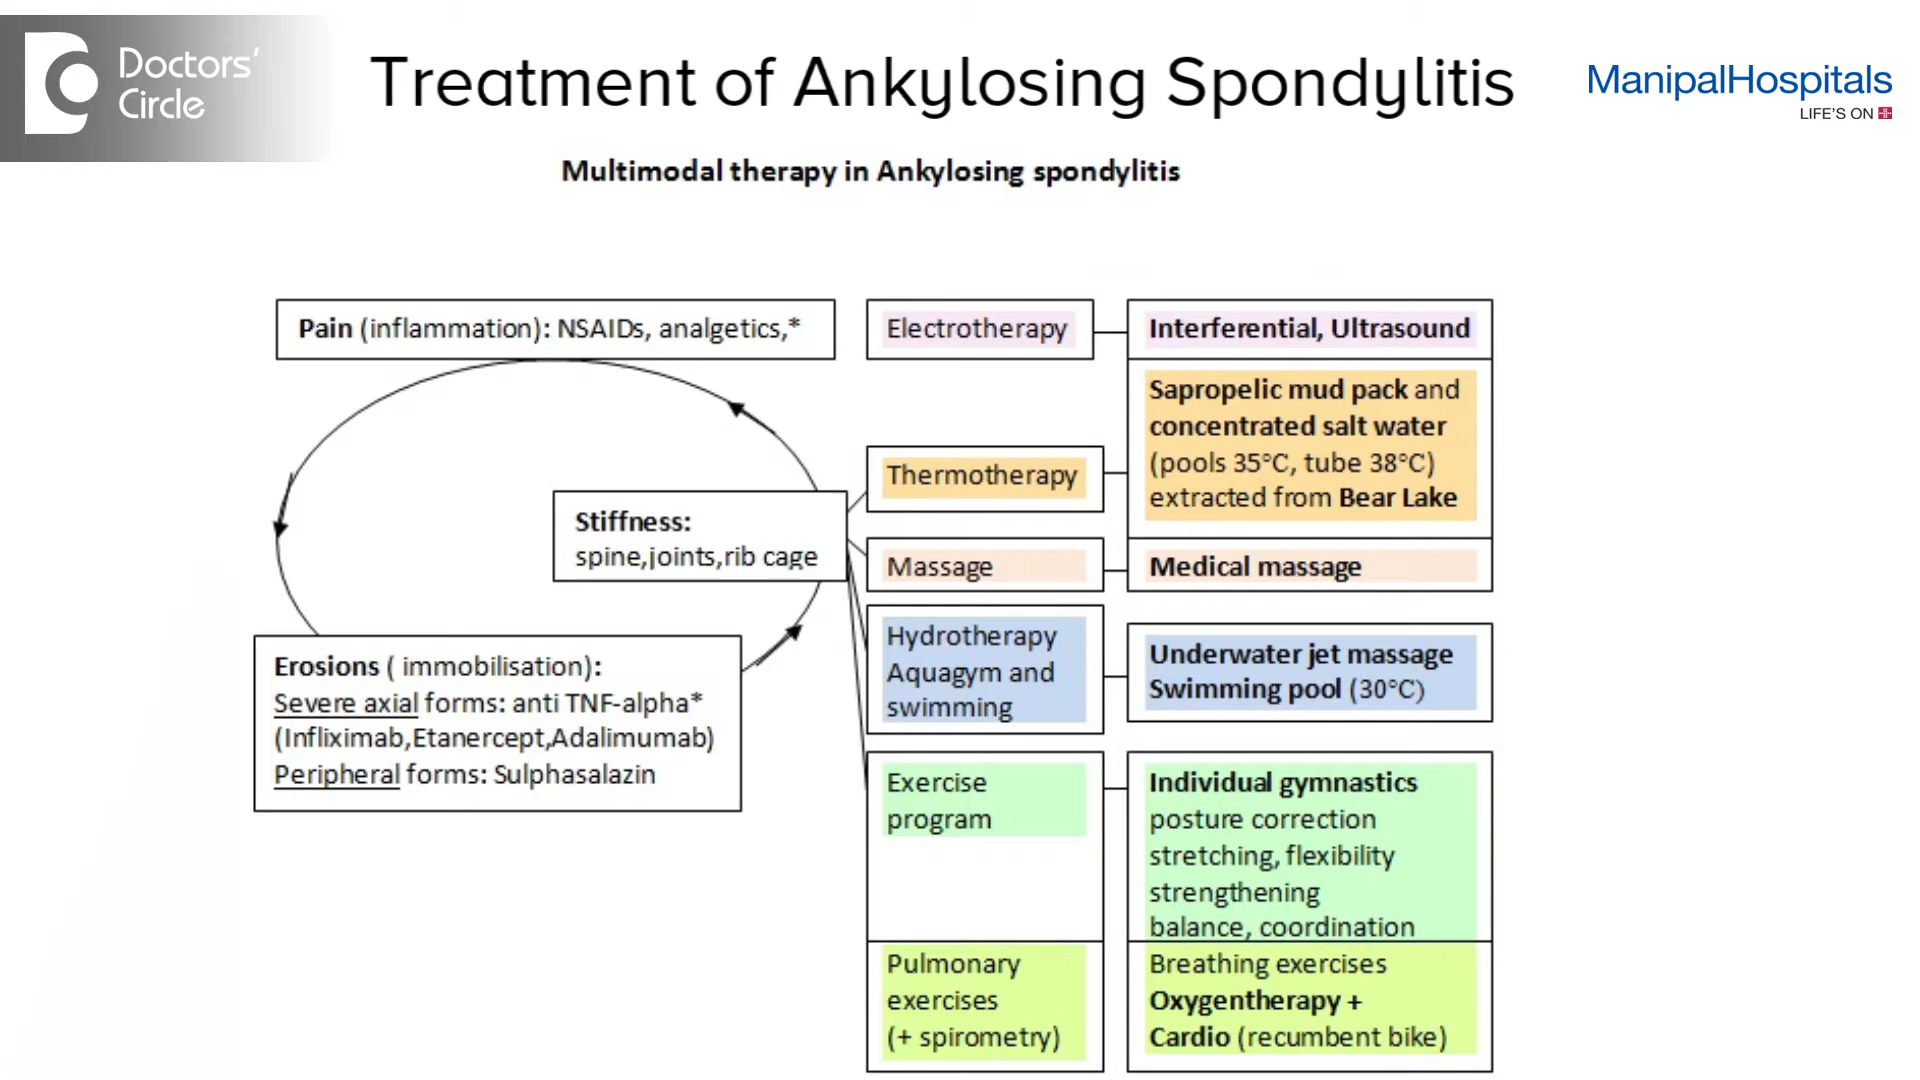 Doctors'
Circle
Treatment of Ankylosing Spondylitis
ManipalHospitals
LIFE'S ON
Multimodal therapy in Ankylosing spondylitis
Pain (inflammation): NSAIDs, analgetics,*
Stiffness:
spine,joints,rib cage
Erosions ( immobilisation):
Severe axial forms: anti TNF-alpha*
(Infliximab,Etanercept,Adalimumab)
Peripheral forms: Sulphasalazin
Electrotherapy
Interferential, Ultrasound
Thermotherapy
Sapropelic mud pack and
concentrated salt water
(pools 35°C, tube 38°C)
extracted from Bear Lake
Massage
Medical massage
Hydrotherapy
Aquagym and
swimming
Underwater jet massage
Swimming pool (30°C)
Exercise
program
Individual gymnastics
posture correction
stretching, flexibility
strengthening
balance, coordination
Pulmonary
exercises
(+ spirometry)
Breathing exercises
Oxygentherapy +
Cardio (recumbent bike)